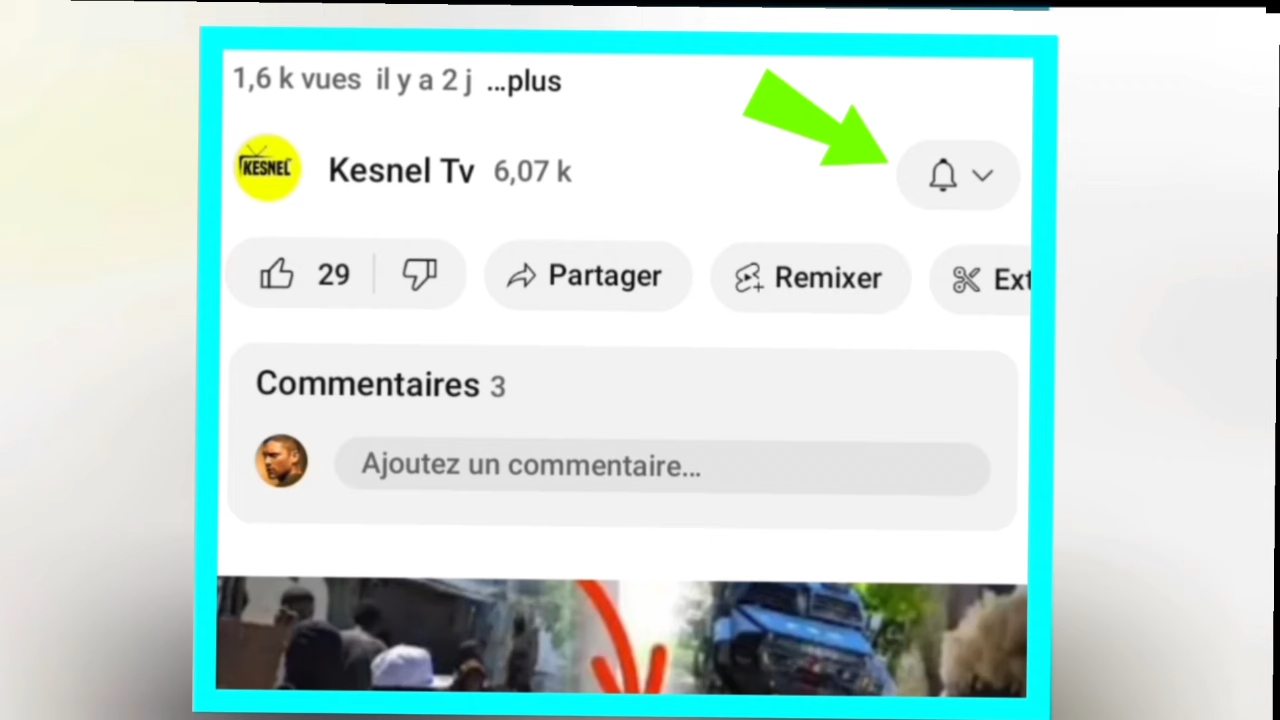 1,6 k vues il y a 2 j ...plus
KESNEL
Kesnel Tv 6,07 k
29 Partager Remixer Ext
Commentaires 3
Ajoutez un commentaire...